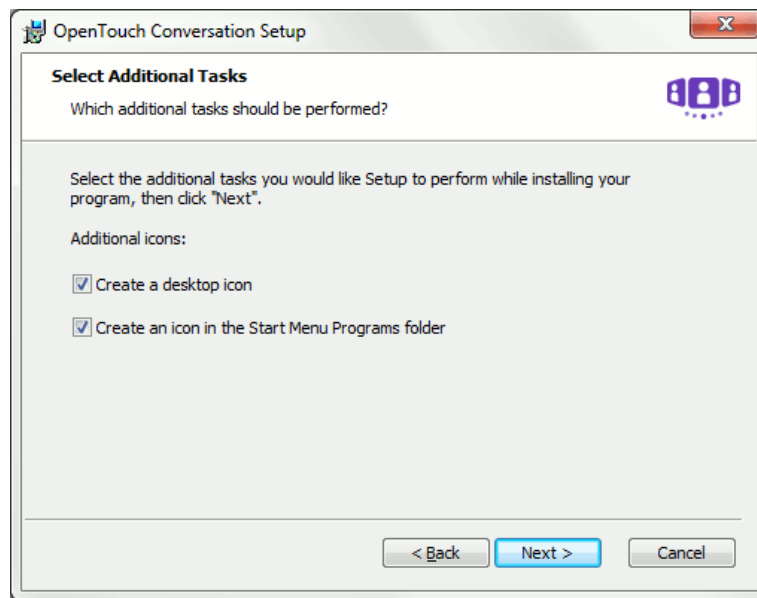 OpenTouch Conversation Setup
Select Additional Tasks
Which additional tasks should be performed?
Select the additional tasks you would like Setup to perform while installing your
program, then click "Next".
Additional icons:
Create a desktop icon
Create an icon in the Start Menu Programs folder
< Back Next > Cancel